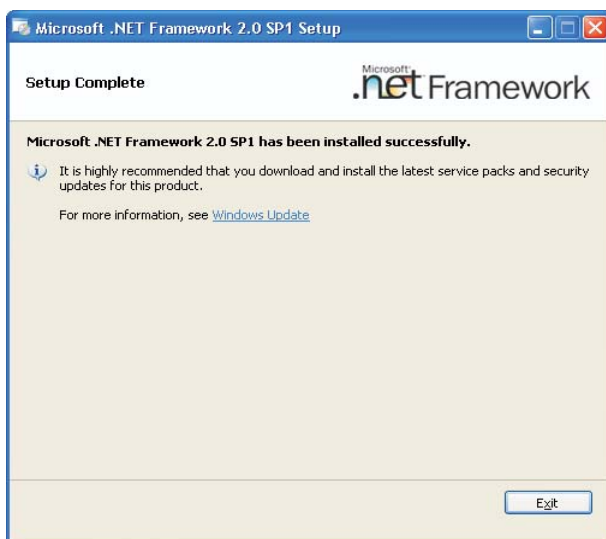 Microsoft .NET Framework 2.0 SP1 Setup
Setup Complete
Microsoft
.net Framework
Microsoft .NET Framework 2.0 SP1 has been installed successfully.
It is highly recommended that you download and install the latest service packs and security
updates for this product.
For more information, see Windows Update
Exit